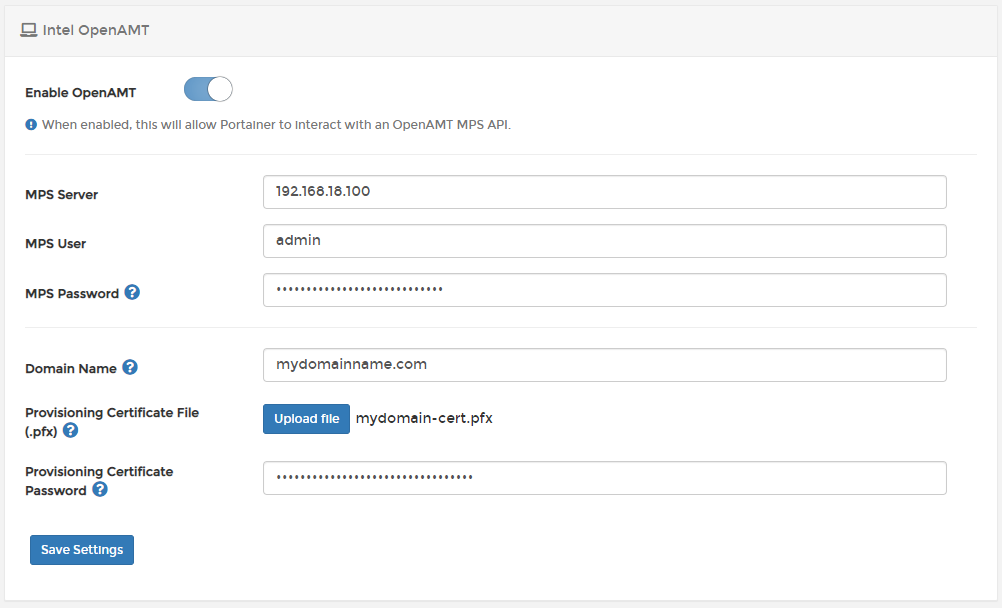 Intel OpenAMT
Enable OpenAMT
When enabled, this will allow Portainer to interact with an OpenAMT MPS API.
MPS Server
192.168.18.100
MPS User
admin
MPS Password
••••••••••••••••••••••••••••
Domain Name
mydomainname.com
Provisioning Certificate File
(.pfx)
Upload file mydomain-cert.pfx
Provisioning Certificate
Password
•••••••••••••••••••••••••••••••••
Save Settings